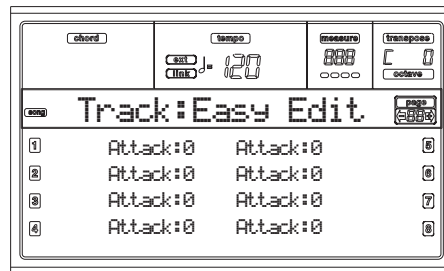 chord tempo measure transpose
ext link ♩= 120 888 C 0
octave
song Track:Easy Edit page 88
1 Attack:0 Attack:0 5
2 Attack:0 Attack:0 6
3 Attack:0 Attack:0 7
4 Attack:0 Attack:0 8